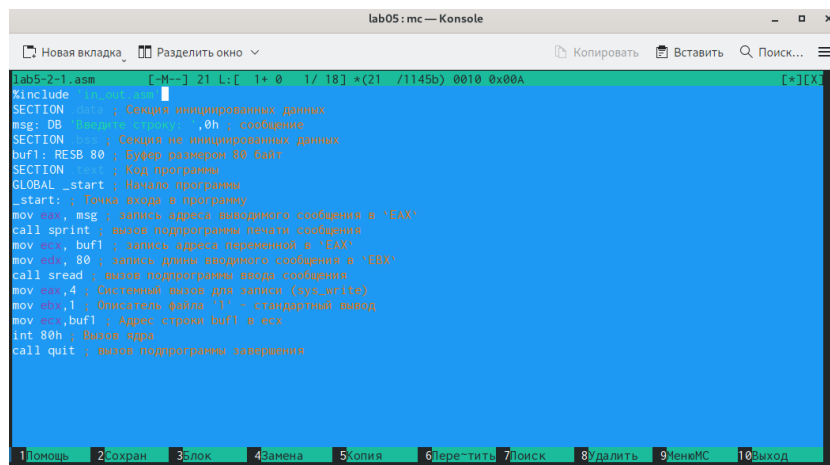 lab05 : mc — Konsole
Новая вкладка Разделить окно Копировать Вставить Поиск...
lab5-2-1.asm [-M--] 21 L:[ 1+ 0 1/ 18] *(21 /1145b) 0010 0x00A [*][X]
%include 'in_out.asm'
SECTION .data ; Секция инициированных данных
msg: DB 'Введите строку: ',0h ; сообщение
SECTION .bss ; Секция не инициированных данных
buf1: RESB 80 ; Буфер размером 80 байт
SECTION .text ; Код программы
GLOBAL _start ; Начало программы
_start: ; Точка входа в программу
mov eax, msg ; запись адреса выводимого сообщения в `EAX`
call sprint ; вызов подпрограммы печати сообщения
mov ecx, buf1 ; запись адреса переменной в `EAX`
mov edx, 80 ; запись длины вводимого сообщения в `EBX`
call sread ; вызов подпрограммы ввода сообщения
mov eax,4 ; Системный вызов для записи (sys_write)
mov ebx,1 ; Описатель файла '1' - стандартный вывод
mov ecx,buf1 ; Адрес строки buf1 в ecx
int 80h ; Вызов ядра
call quit ; вызов подпрограммы завершения
1Помощь 2Сохран 3Блок 4Замена 5Копия 6Пере~тить 7Поиск 8Удалить 9МенюMC 10Выход